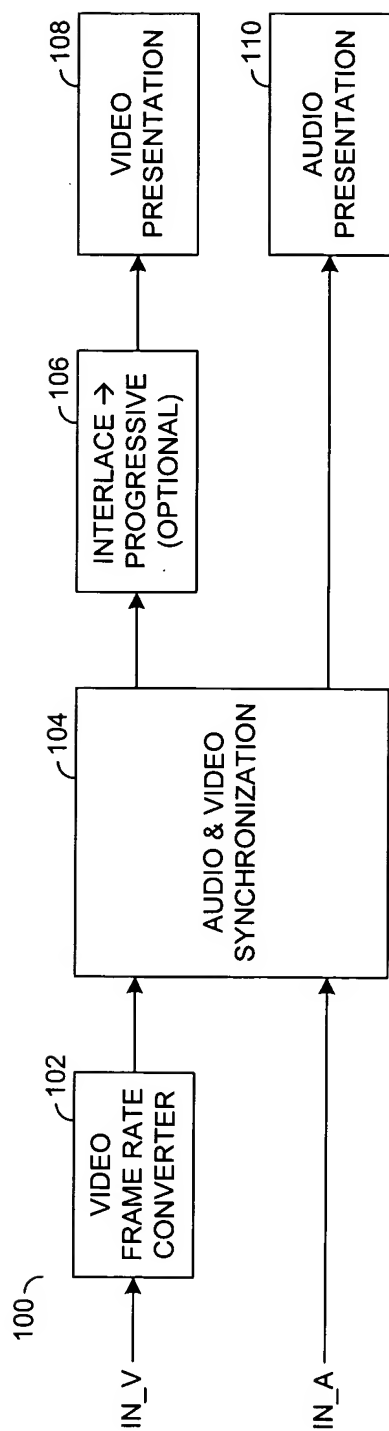 100
IN_V
IN_A
102
VIDEO
FRAME RATE
CONVERTER
104
AUDIO & VIDEO
SYNCHRONIZATION
106
INTERLACE →
PROGRESSIVE
(OPTIONAL)
108
VIDEO
PRESENTATION
110
AUDIO
PRESENTATION